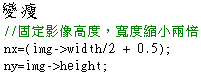 變瘦
//固定影像高度，寬度縮小兩倍
nx=(img->width/2 + 0.5);
ny=img->height;